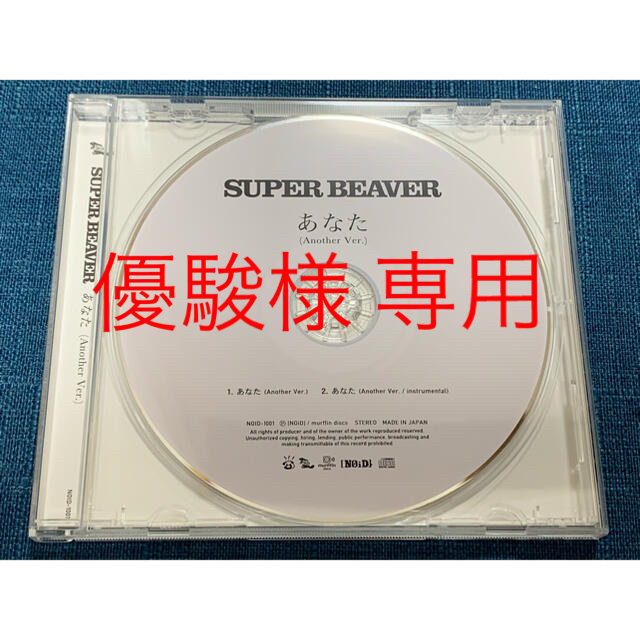 SUPER BEAVER
あなた
(Another Ver.)
優駿様 専用
1. あなた (Another Ver.) 2. あなた (Another Ver. / instrumental)
NOID-1001 Ⓟ [NOiD] / murffin discs STEREO MADE IN JAPAN
All rights of producer and of the owner of the work reproduced reserved.
Unauthorized copying, hiring, lending, public performance, broadcasting and
making transmittable of this record prohibited.
murffin discs [NOiD]
SUPER BEAVER あなた (Another Ver.) NOID-1001